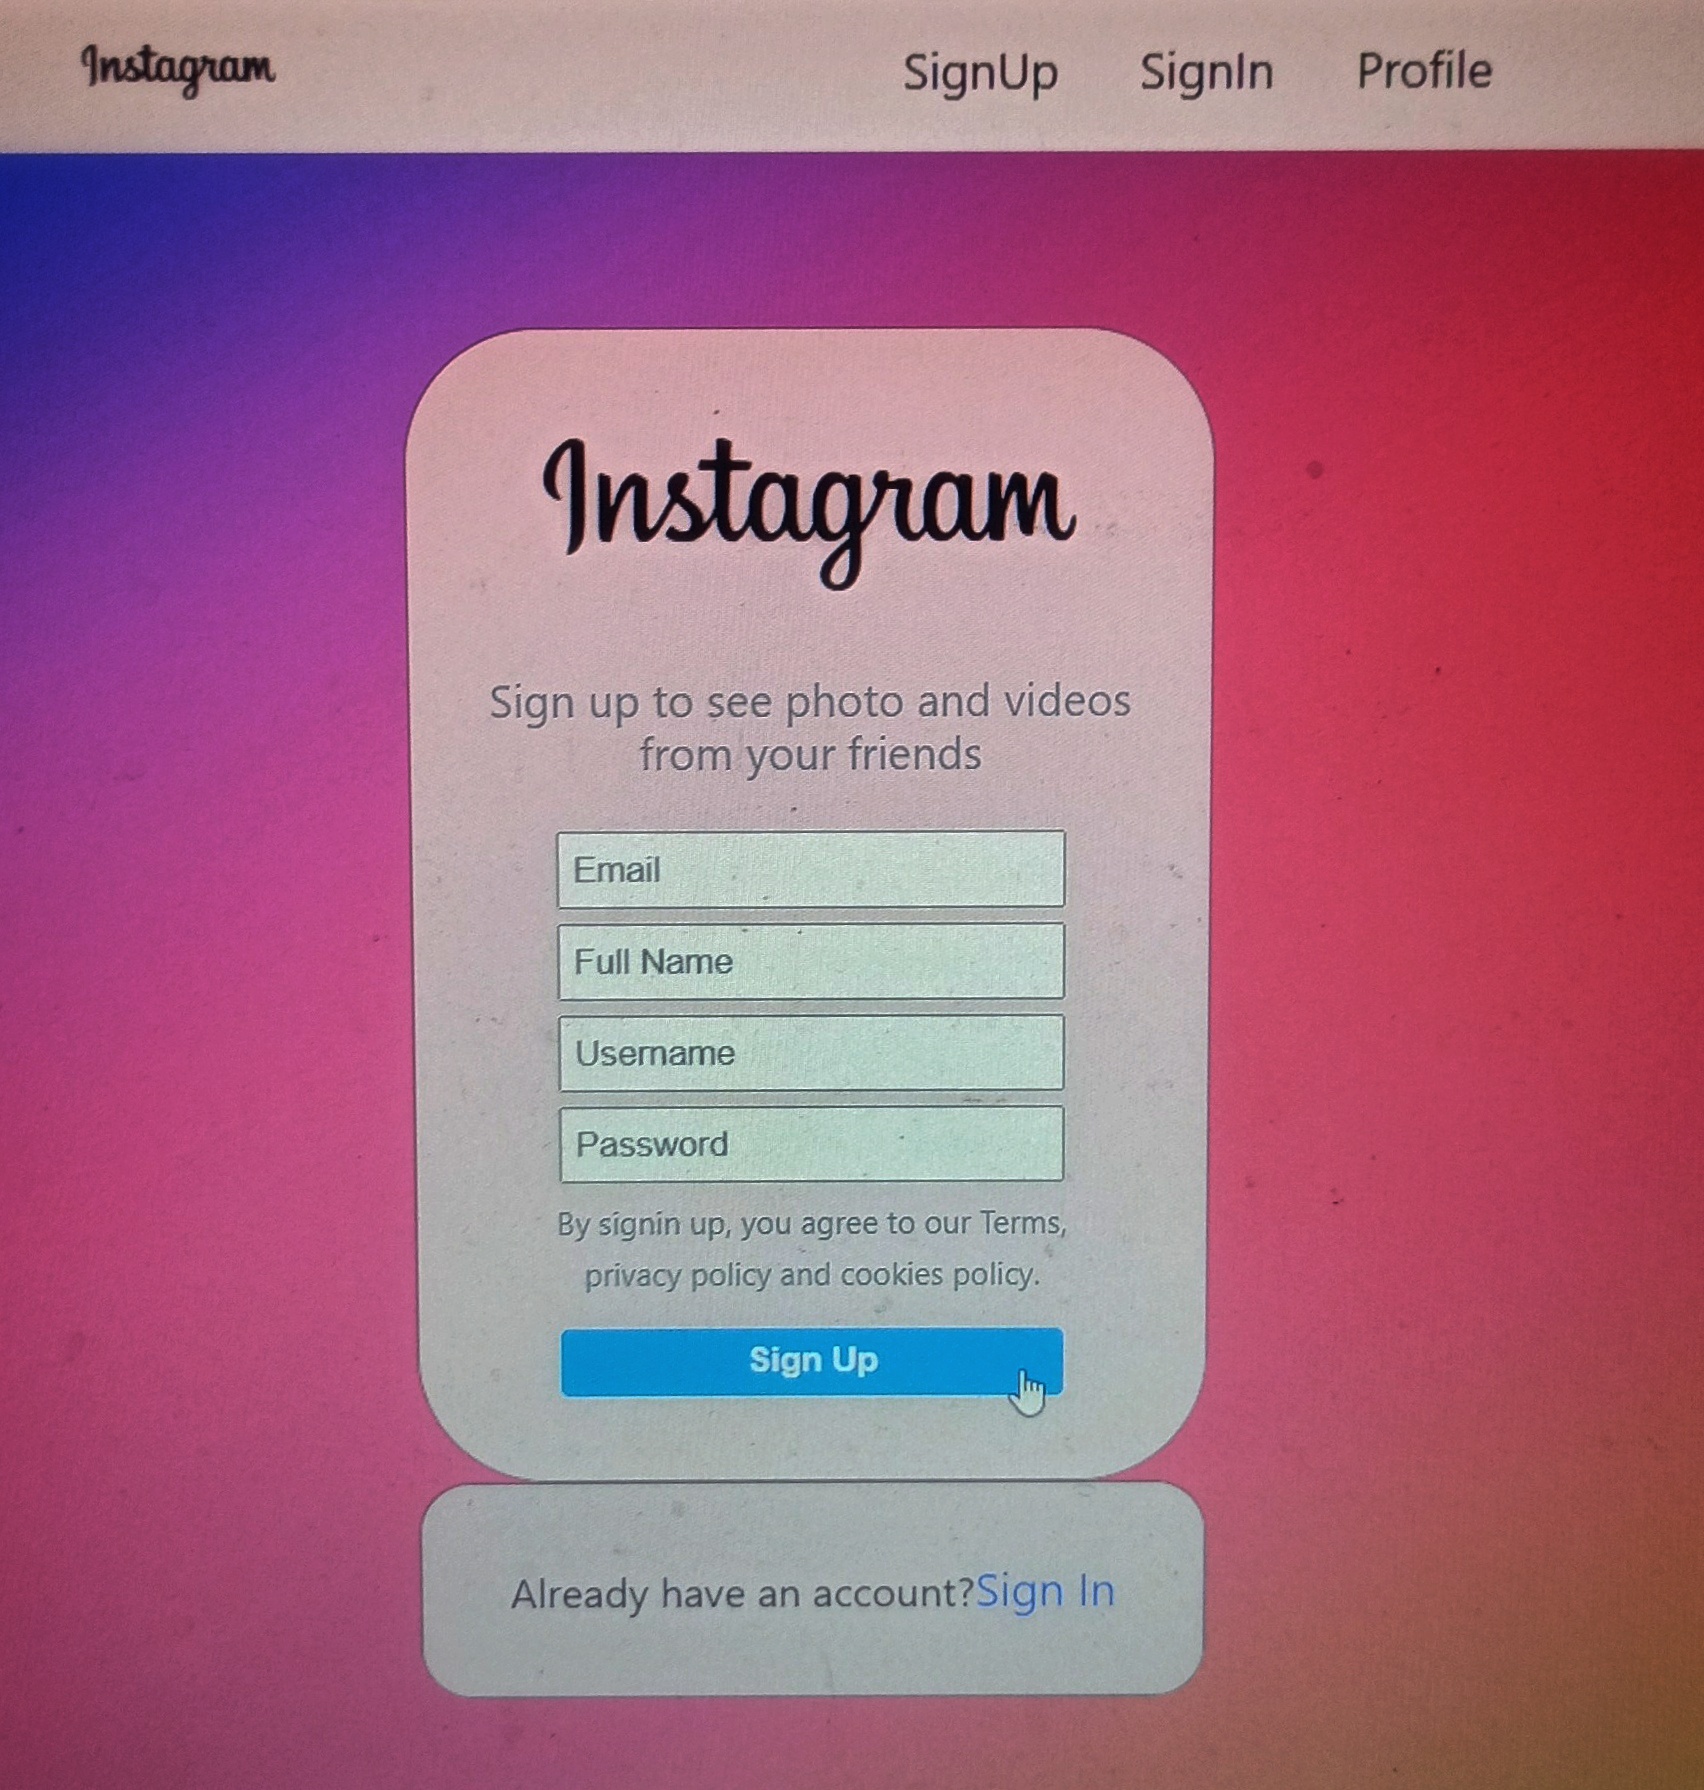 Instagram
SignUp SignIn Profile
Instagram
Sign up to see photo and videos
from your friends
Email
Full Name
Username
Password
By signin up, you agree to our Terms,
privacy policy and cookies policy.
Sign Up
Already have an account?Sign In